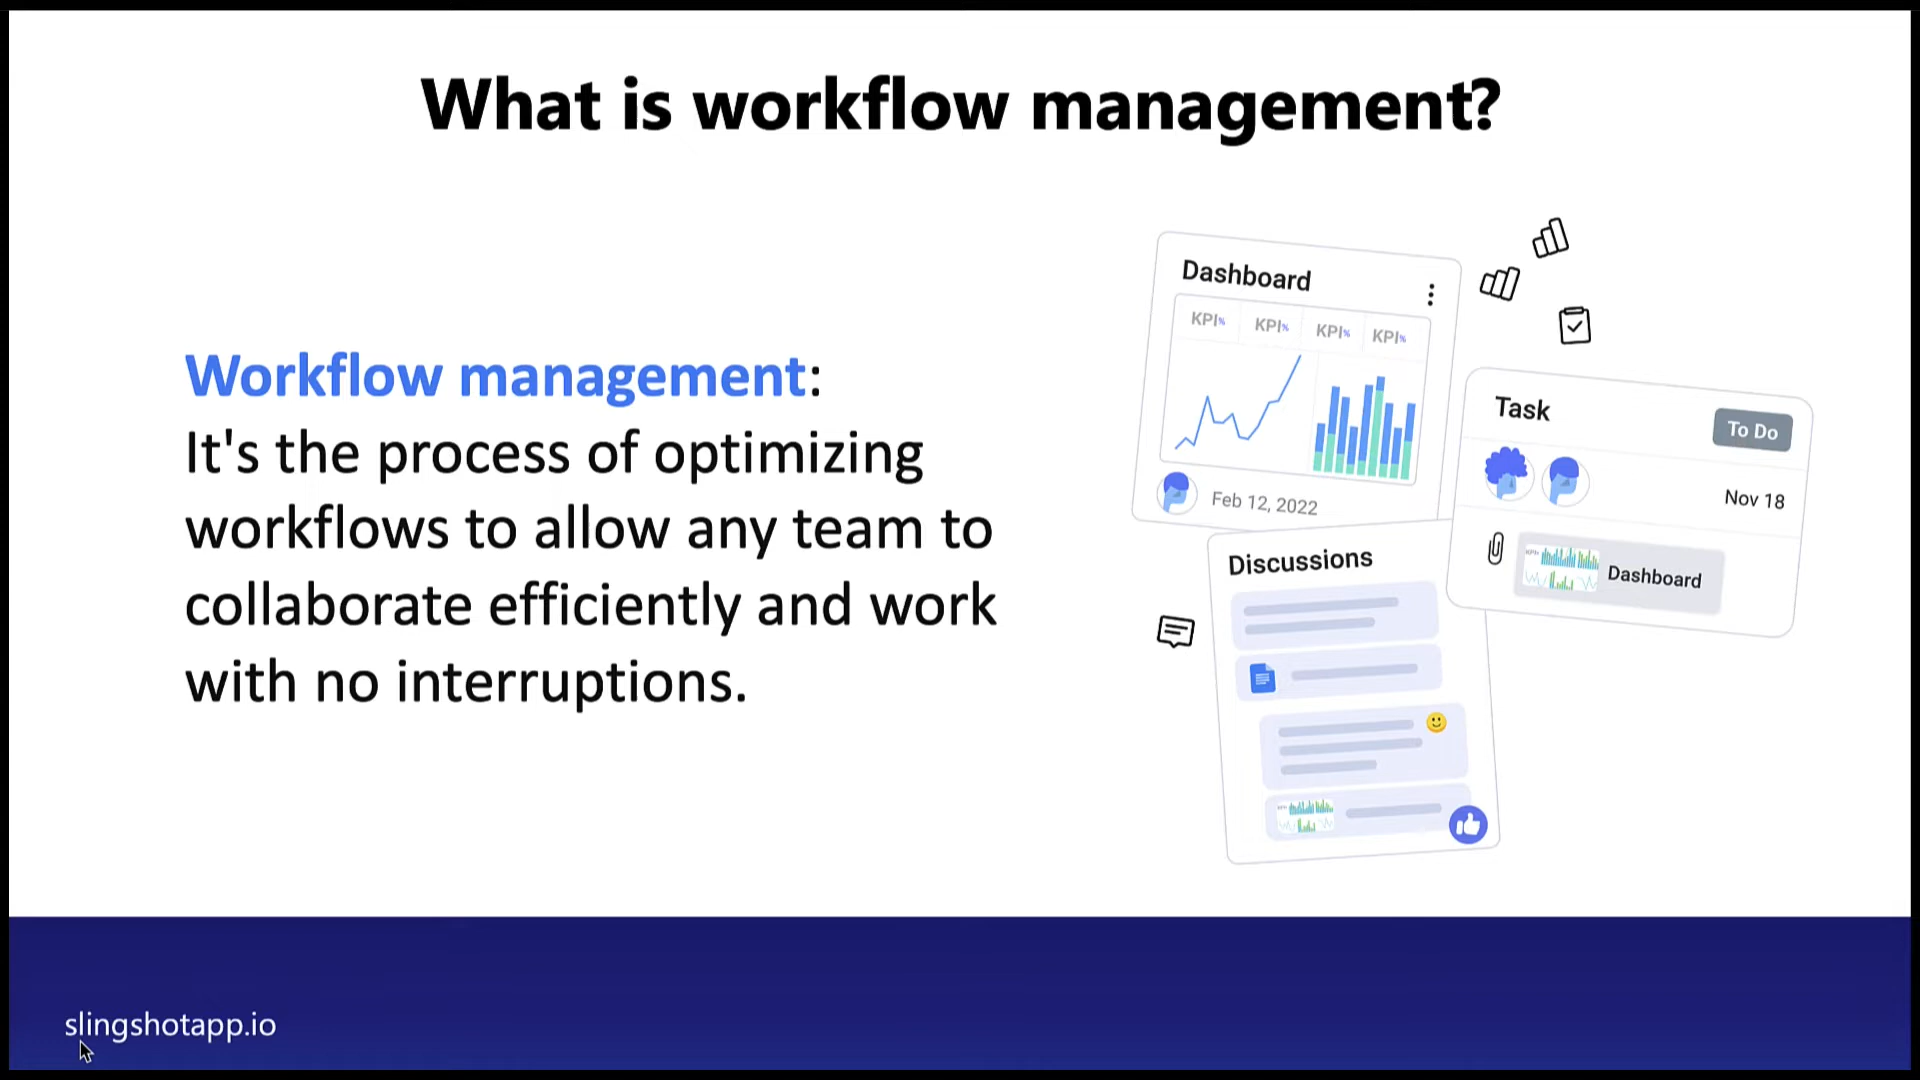 What is workflow management?
Workflow management:
It's the process of optimizing
workflows to allow any team to
collaborate efficiently and work
with no interruptions.
Dashboard
KPI% KPI% KPI% KPI%
Feb 12, 2022
Task
To Do
Nov 18
Dashboard
Discussions
slingshotapp.io